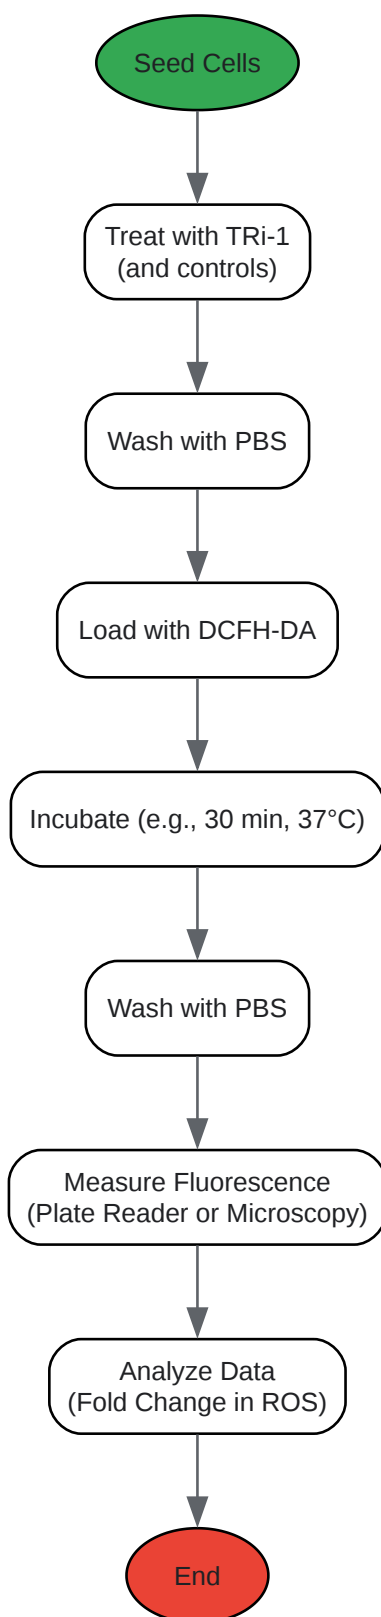 Seed Cells
Treat with TRi-1
(and controls)
Wash with PBS
Load with DCFH-DA
Incubate (e.g., 30 min, 37°C)
Wash with PBS
Measure Fluorescence
(Plate Reader or Microscopy)
Analyze Data
(Fold Change in ROS)
End